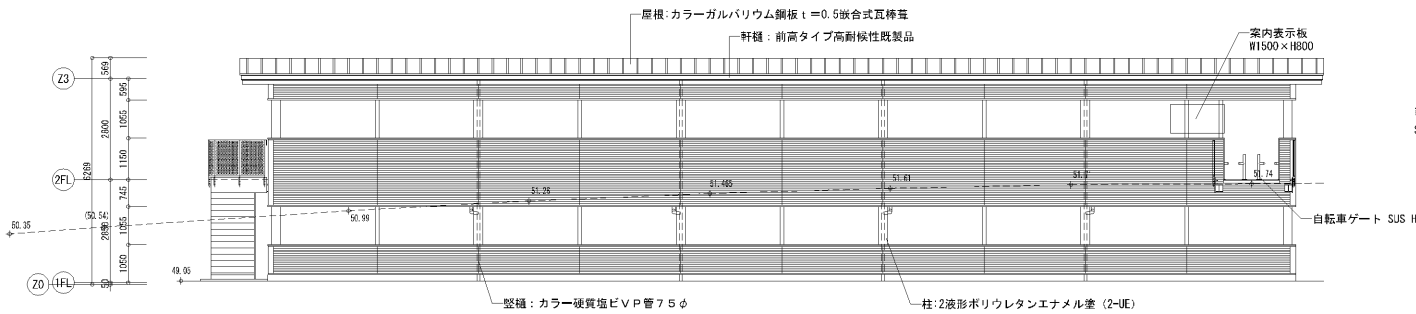 屋根:カラーガルバリウム鋼板 t=0.5嵌合式瓦棒葺
軒樋:前高タイプ高耐候性既製品
案内表示板
W1500×H800
Z3
569
595
1055
2800
1150
6269
2FL
745
(50.54)
1055
1050
50
Z0
1FL
50.99
51.26
51.465
51.61
51.74
49.05
自転車ゲート SUS H
竪樋:カラー硬質塩ビVP管75φ
柱:2液形ポリウレタンエナメル塗 (2-UE)